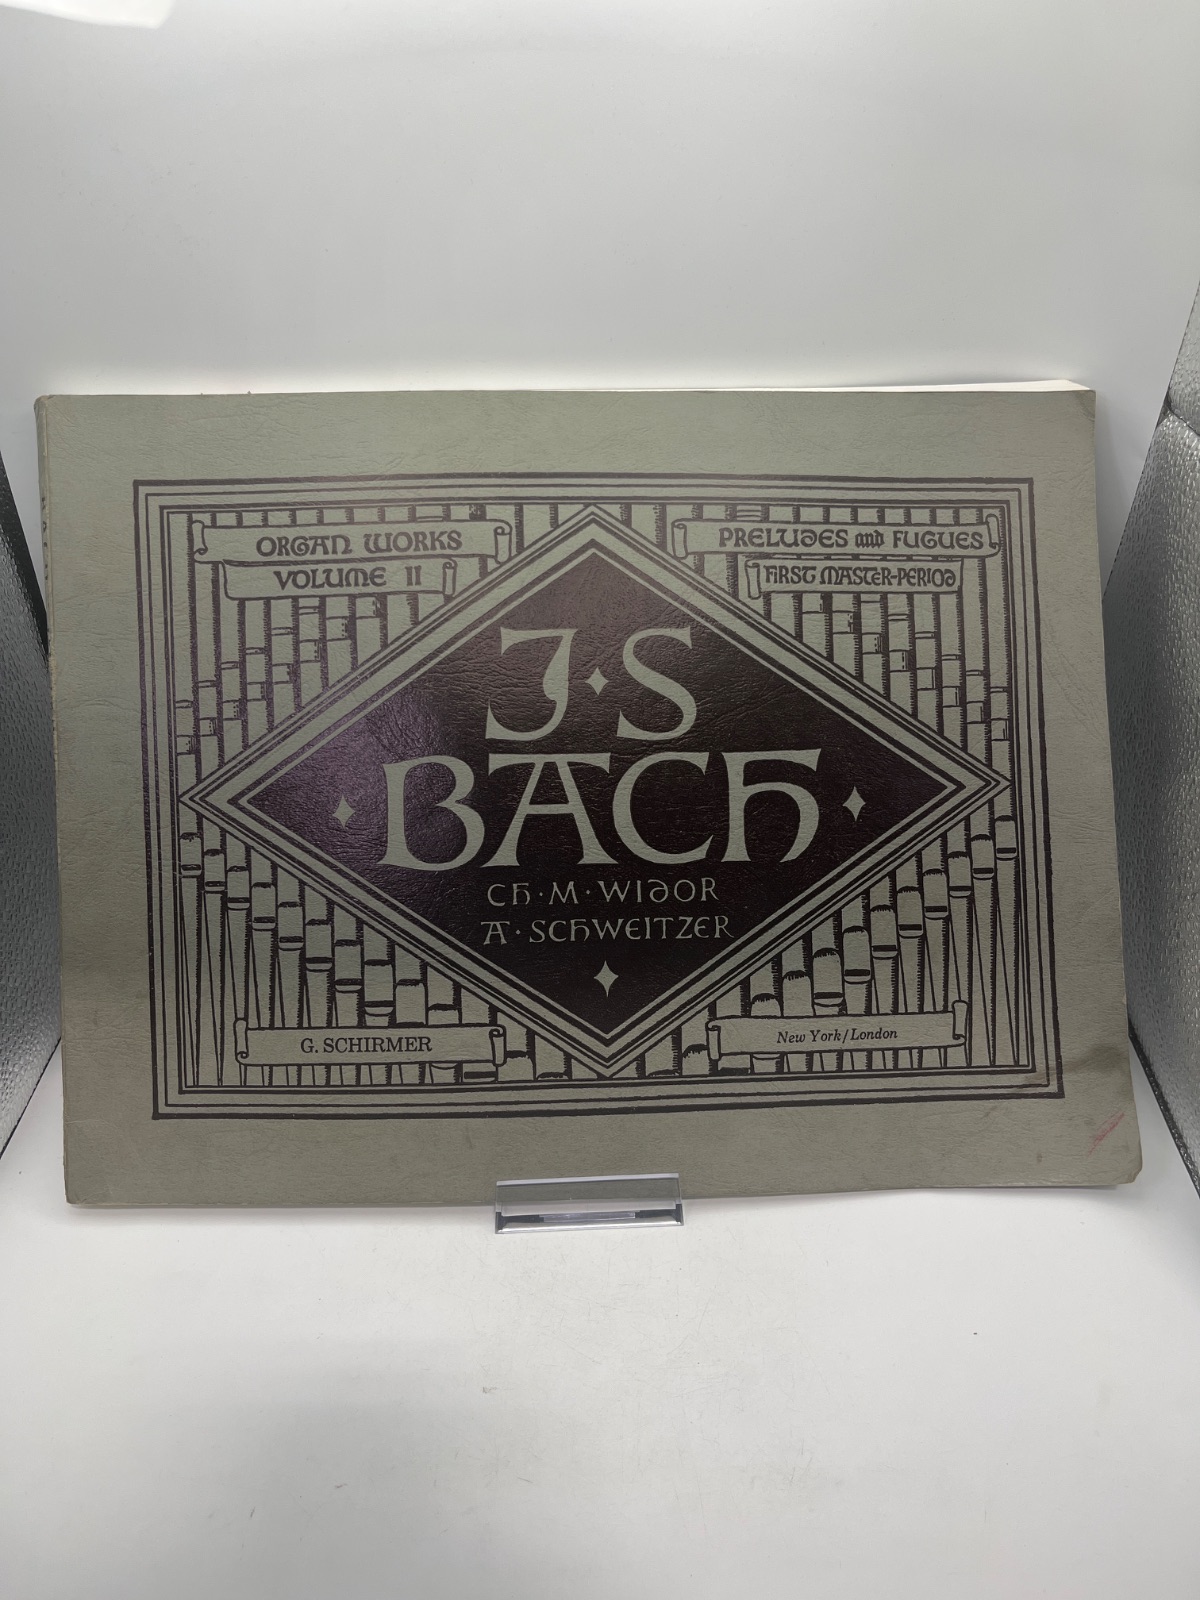 ORGAN WORKS
VOLUME II
PRELUDES and FUGUES
FIRST MASTER-PERIOD
J·S
BACH
CH·M·WIDOR
A·SCHWEITZER
G. SCHIRMER
New York/London